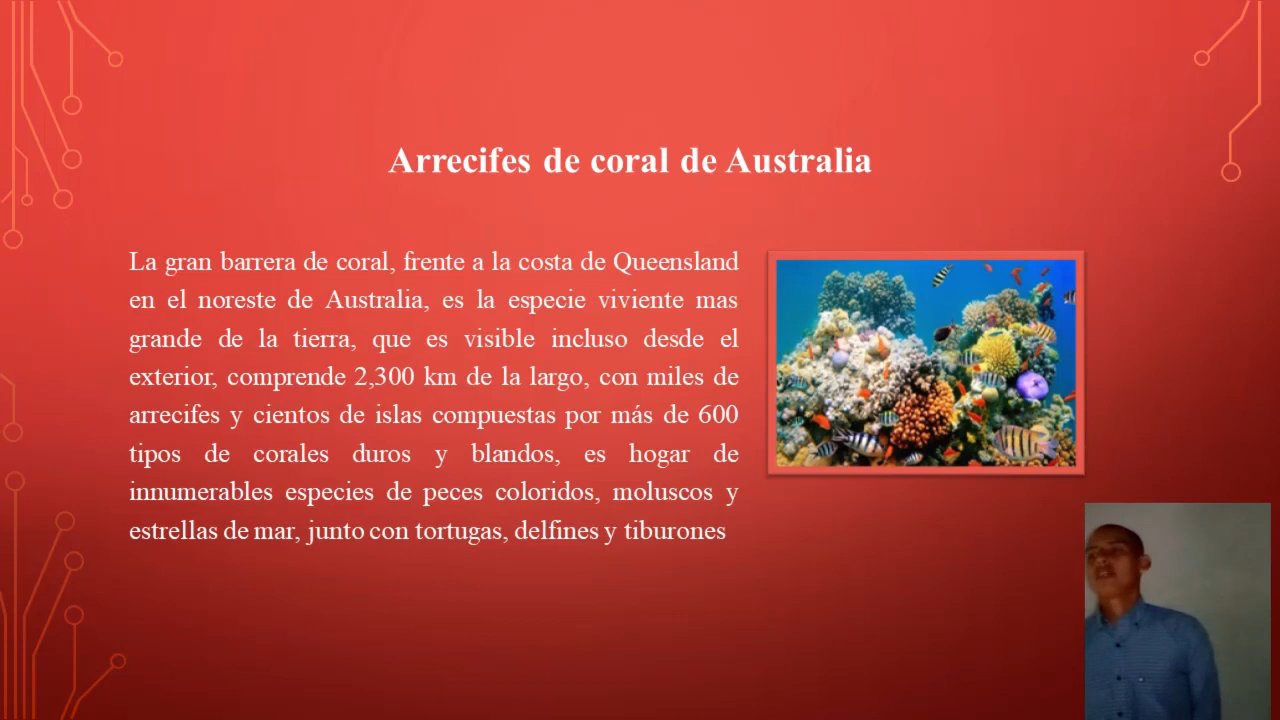 Arrecifes de coral de Australia
La gran barrera de coral, frente a la costa de Queensland
en el noreste de Australia, es la especie viviente mas
grande de la tierra, que es visible incluso desde el
exterior, comprende 2,300 km de la largo, con miles de
arrecifes y cientos de islas compuestas por más de 600
tipos de corales duros y blandos, es hogar de
innumerables especies de peces coloridos, moluscos y
estrellas de mar, junto con tortugas, delfines y tiburones